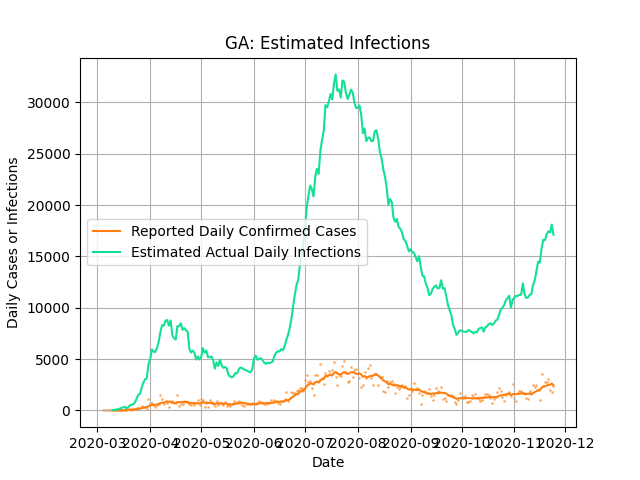 GA: Estimated Infections
Daily Cases or Infections
30000
25000
20000
15000
10000
5000
0
Reported Daily Confirmed Cases
Estimated Actual Daily Infections
2020-03 2020-04 2020-05 2020-06 2020-07 2020-08 2020-09 2020-10 2020-11 2020-12
Date